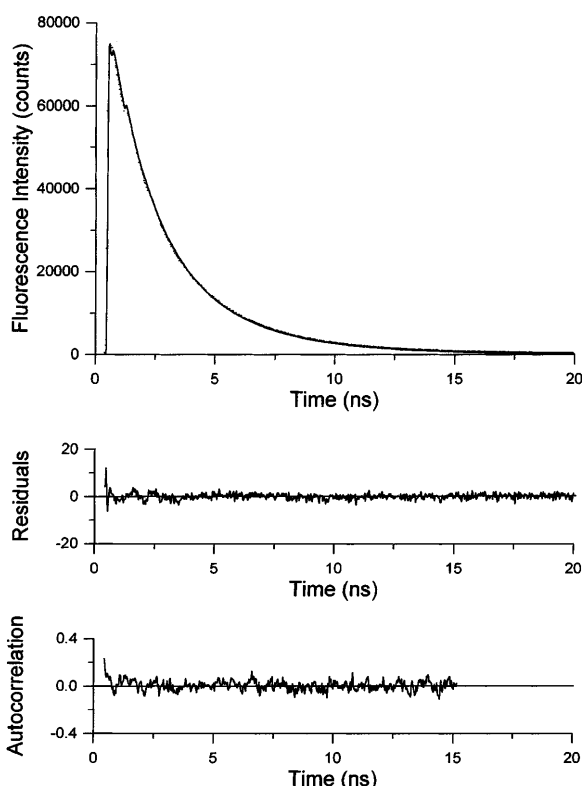 Fluorescence Intensity (counts)
80000
60000
40000
20000
0
0 5 10 15 20
Time (ns)
Residuals
20
0
-20
0 5 10 15 20
Time (ns)
Autocorrelation
0.4
0.0
-0.4
0 5 10 15 20
Time (ns)